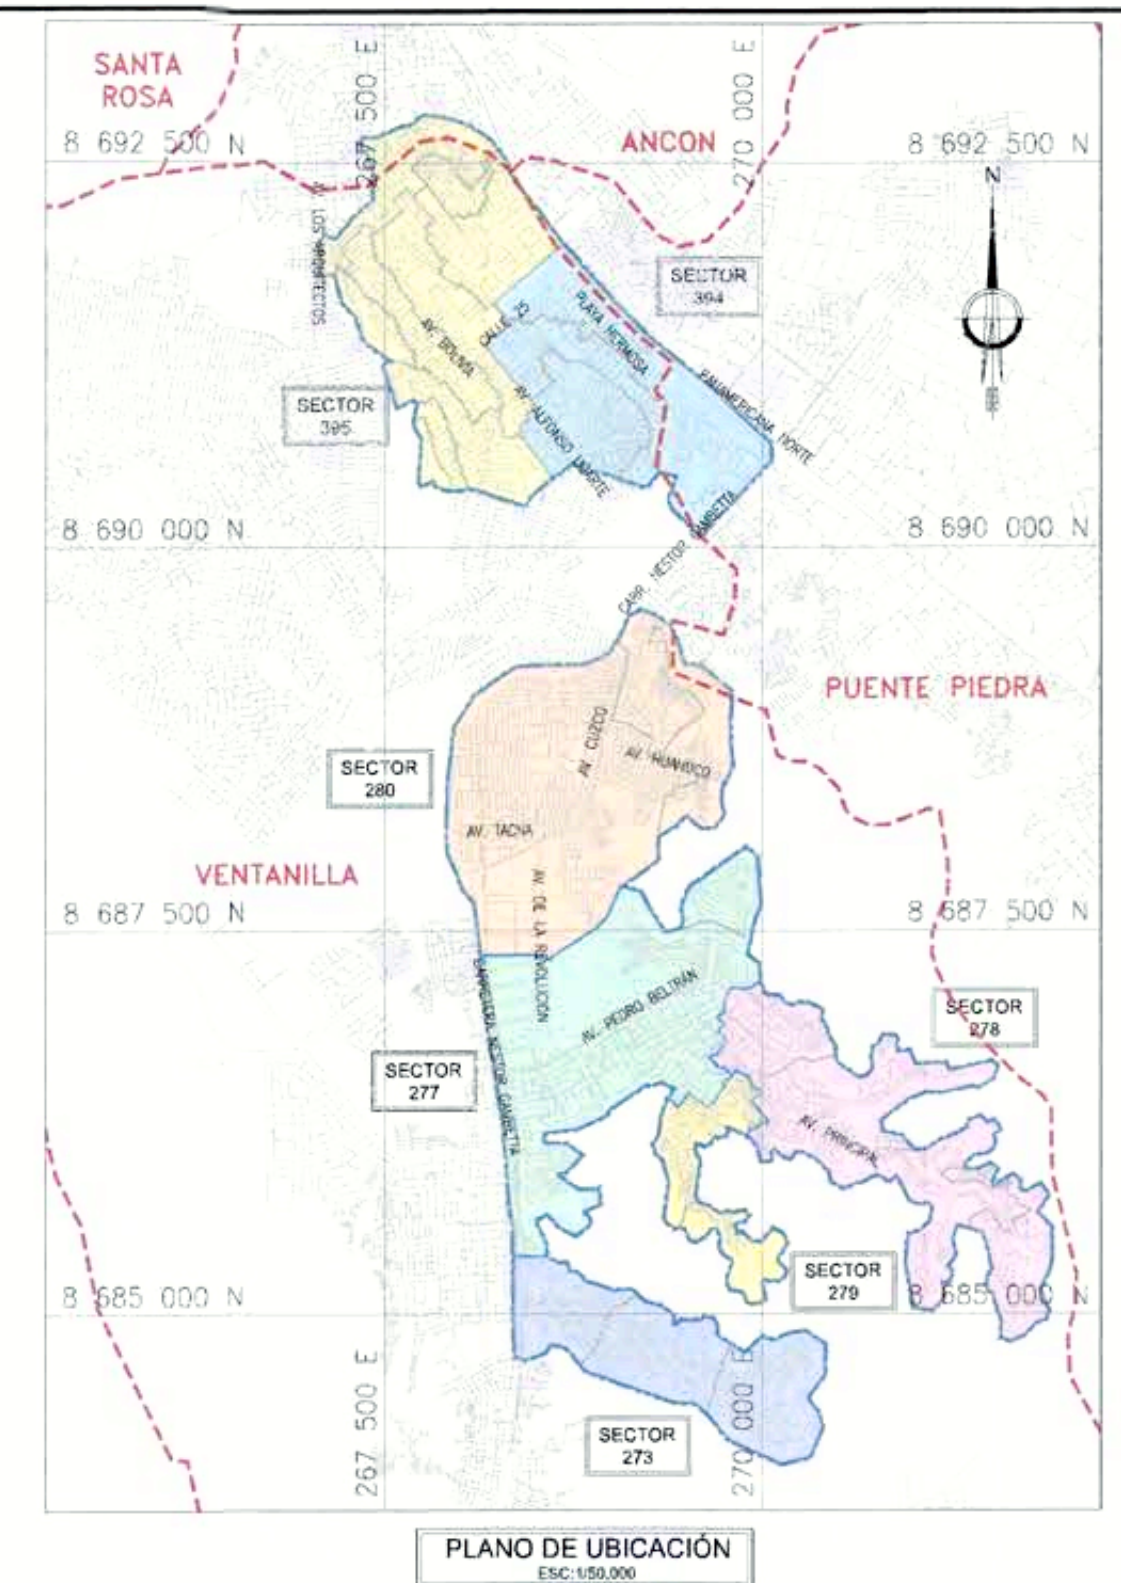 SANTA
ROSA
267 500 E
270 000 E
8 692 500 N
ANCON
8 692 500 N
N
AV. LOS ARQUITECTOS
SECTOR
394
PLAYA HERMOSA
CALLE
AV. BOLIVIA
PANAMERICANA NORTE
SECTOR
395
AV. ALFONSO UGARTE
8 690 000 N
8 690 000 N
CARR. NESTOR GAMBETTA
PUENTE PIEDRA
AV. CUZCO
AV. HUANUCO
SECTOR
280
AV. TACNA
VENTANILLA
AV. DE LA REVOLUCION
8 687 500 N
8 687 500 N
CARRETERA NESTOR GAMBETTA
AV. PEDRO BELTRAN
SECTOR
278
SECTOR
277
AV. PRINCIPAL
SECTOR
279
8 685 000 N
8 685 000 N
267 500 E
270 000 E
SECTOR
273
PLANO DE UBICACIÓN
ESC:1/50,000